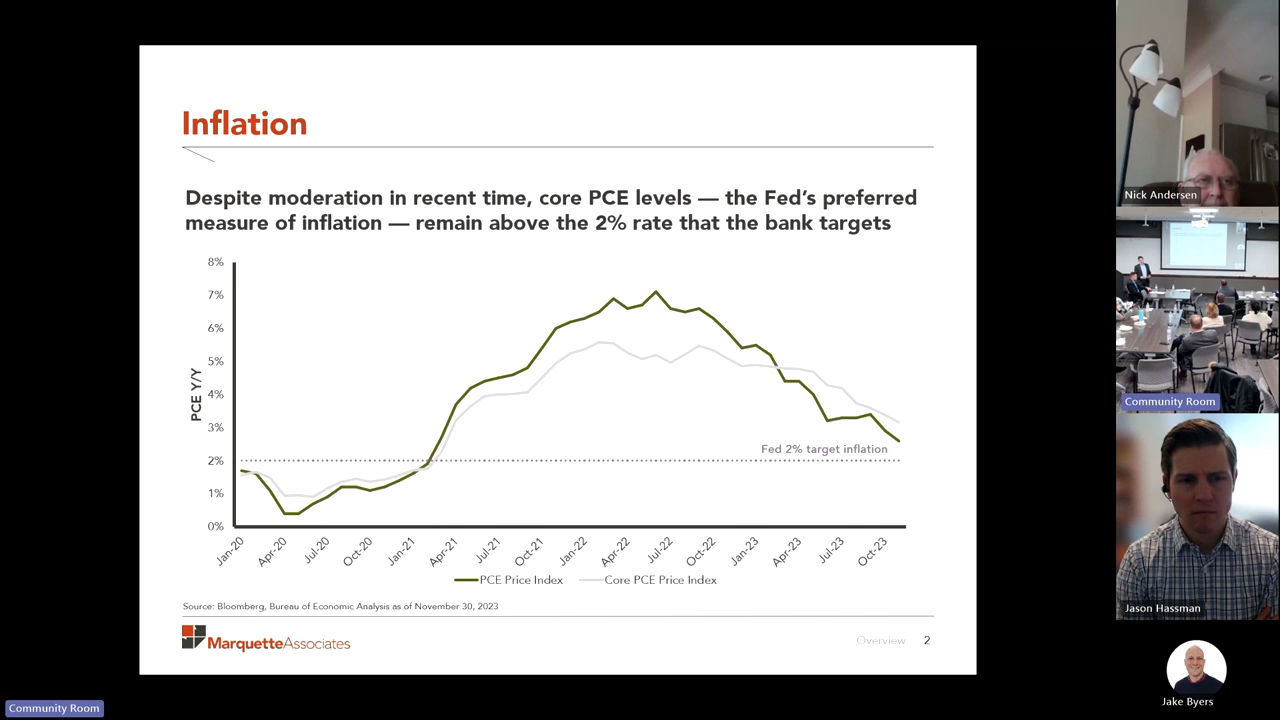 Inflation
Despite moderation in recent time, core PCE levels — the Fed's preferred
measure of inflation — remain above the 2% rate that the bank targets
8%
7%
6%
5%
4%
3%
2%
1%
0%
PCE Y/Y
Fed 2% target inflation
Jan-20
Apr-20
Jul-20
Oct-20
Jan-21
Apr-21
Jul-21
Oct-21
Jan-22
Apr-22
Jul-22
Oct-22
Jan-23
Apr-23
Jul-23
Oct-23
PCE Price Index
Core PCE Price Index
Source: Bloomberg, Bureau of Economic Analysis as of November 30, 2023
MarquetteAssociates
Overview 2
Nick Andersen
Community Room
Jason Hassman
Jake Byers
Community Room